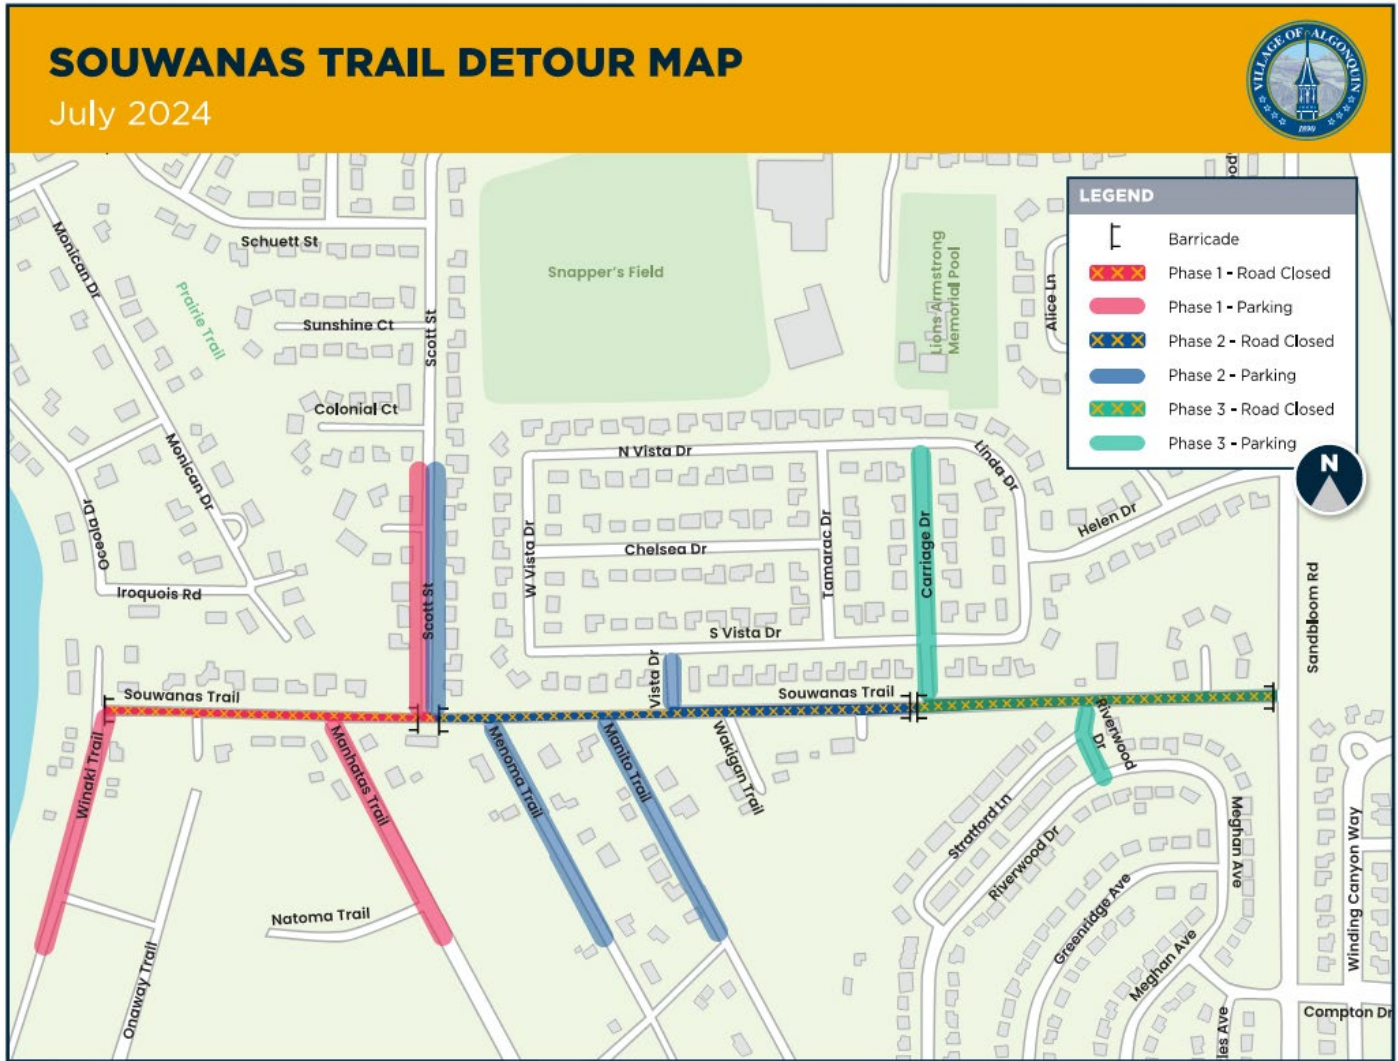 SOUWANAS TRAIL DETOUR MAP
July 2024
VILLAGE OF ALGONQUIN
1890
LEGEND
Barricade
Phase 1 - Road Closed
Phase 1 - Parking
Phase 2 - Road Closed
Phase 2 - Parking
Phase 3 - Road Closed
Phase 3 - Parking
N
Monican Dr
Schuett St
Prairie Trail
Sunshine Ct
Scott St
Colonial Ct
Snapper's Field
Lions Armstrong
Memorial Pool
Alice Ln
Monican Dr
Osceola Dr
Iroquois Rd
Scott St
N Vista Dr
W Vista Dr
Chelsea Dr
Tamarac Dr
Carriage Dr
Linda Dr
Helen Dr
S Vista Dr
Vista Dr
Sandbloom Rd
Souwanas Trail
Souwanas Trail
Winaki Trail
Manhatas Trail
Menoma Trail
Manito Trail
Wakigan Trail
Riverwood
Dr
Stratford Ln
Riverwood Dr
Meghan Ave
Greenridge Ave
Meghan Ave
Winding Canyon Way
Natoma Trail
Onaway Trail
Compton Dr